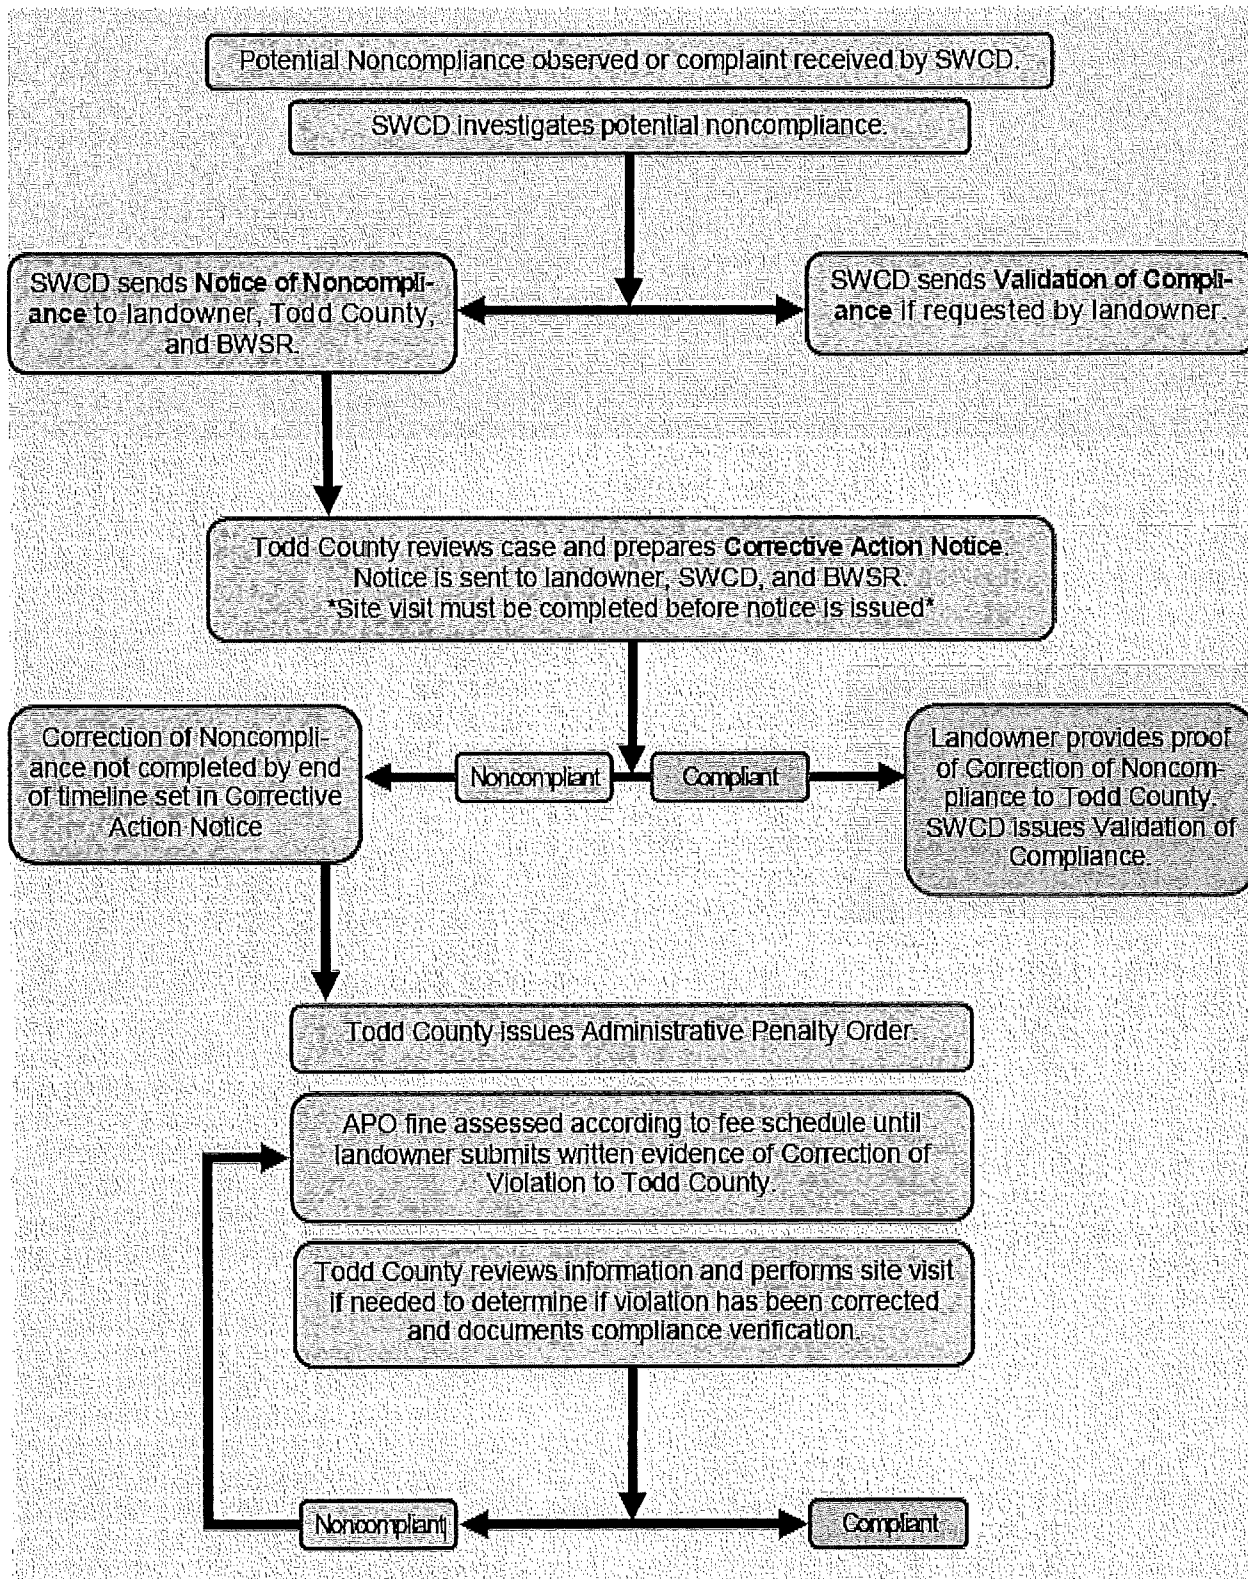 Potential Noncompliance observed or complaint received by SWCD.
SWCD investigates potential noncompliance.
SWCD sends Notice of Noncompli-
ance to landowner, Todd County,
and BWSR.
SWCD sends Validation of Compli-
ance if requested by landowner.
Todd County reviews case and prepares Corrective Action Notice.
Notice is sent to landowner, SWCD, and BWSR.
*Site visit must be completed before notice is issued*
Correction of Noncompli-
ance not completed by end
of timeline set in Corrective
Action Notice
Noncompliant
Compliant
Landowner provides proof
of Correction of Noncom-
pliance to Todd County.
SWCD issues Validation of
Compliance.
Todd County issues Administrative Penalty Order.
APO fine assessed according to fee schedule until
landowner submits written evidence of Correction of
Violation to Todd County.
Todd County reviews information and performs site visit
if needed to determine if violation has been corrected
and documents compliance verification.
Noncompliant
Compliant